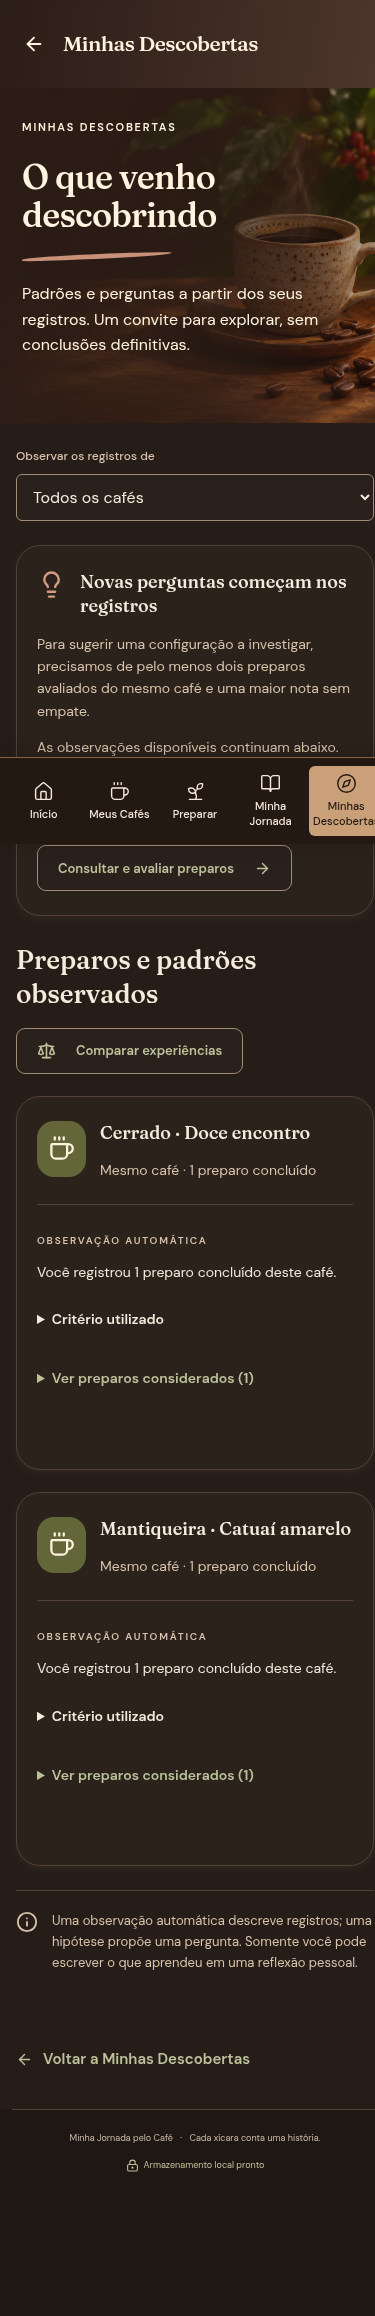 Minhas Descobertas
MINHAS DESCOBERTAS
O que venho
descobrindo
Padrões e perguntas a partir dos seus
registros. Um convite para explorar, sem
conclusões definitivas.
Observar os registros de
Todos os cafés
Novas perguntas começam nos
registros
Para sugerir uma configuração a investigar,
precisamos de pelo menos dois preparos
avaliados do mesmo café e uma maior nota sem
empate.
As observações disponíveis continuam abaixo.
Início
Meus Cafés
Preparar
Minha
Jornada
Minhas
Descobertas
Consultar e avaliar preparos
Preparos e padrões
observados
Comparar experiências
Cerrado · Doce encontro
Mesmo café · 1 preparo concluído
OBSERVAÇÃO AUTOMÁTICA
Você registrou 1 preparo concluído deste café.
Critério utilizado
Ver preparos considerados (1)
Mantiqueira · Catuaí amarelo
Mesmo café · 1 preparo concluído
OBSERVAÇÃO AUTOMÁTICA
Você registrou 1 preparo concluído deste café.
Critério utilizado
Ver preparos considerados (1)
Uma observação automática descreve registros; uma
hipótese propõe uma pergunta. Somente você pode
escrever o que aprendeu em uma reflexão pessoal.
Voltar a Minhas Descobertas
Minha Jornada pelo Café · Cada xícara conta uma história.
Armazenamento local pronto